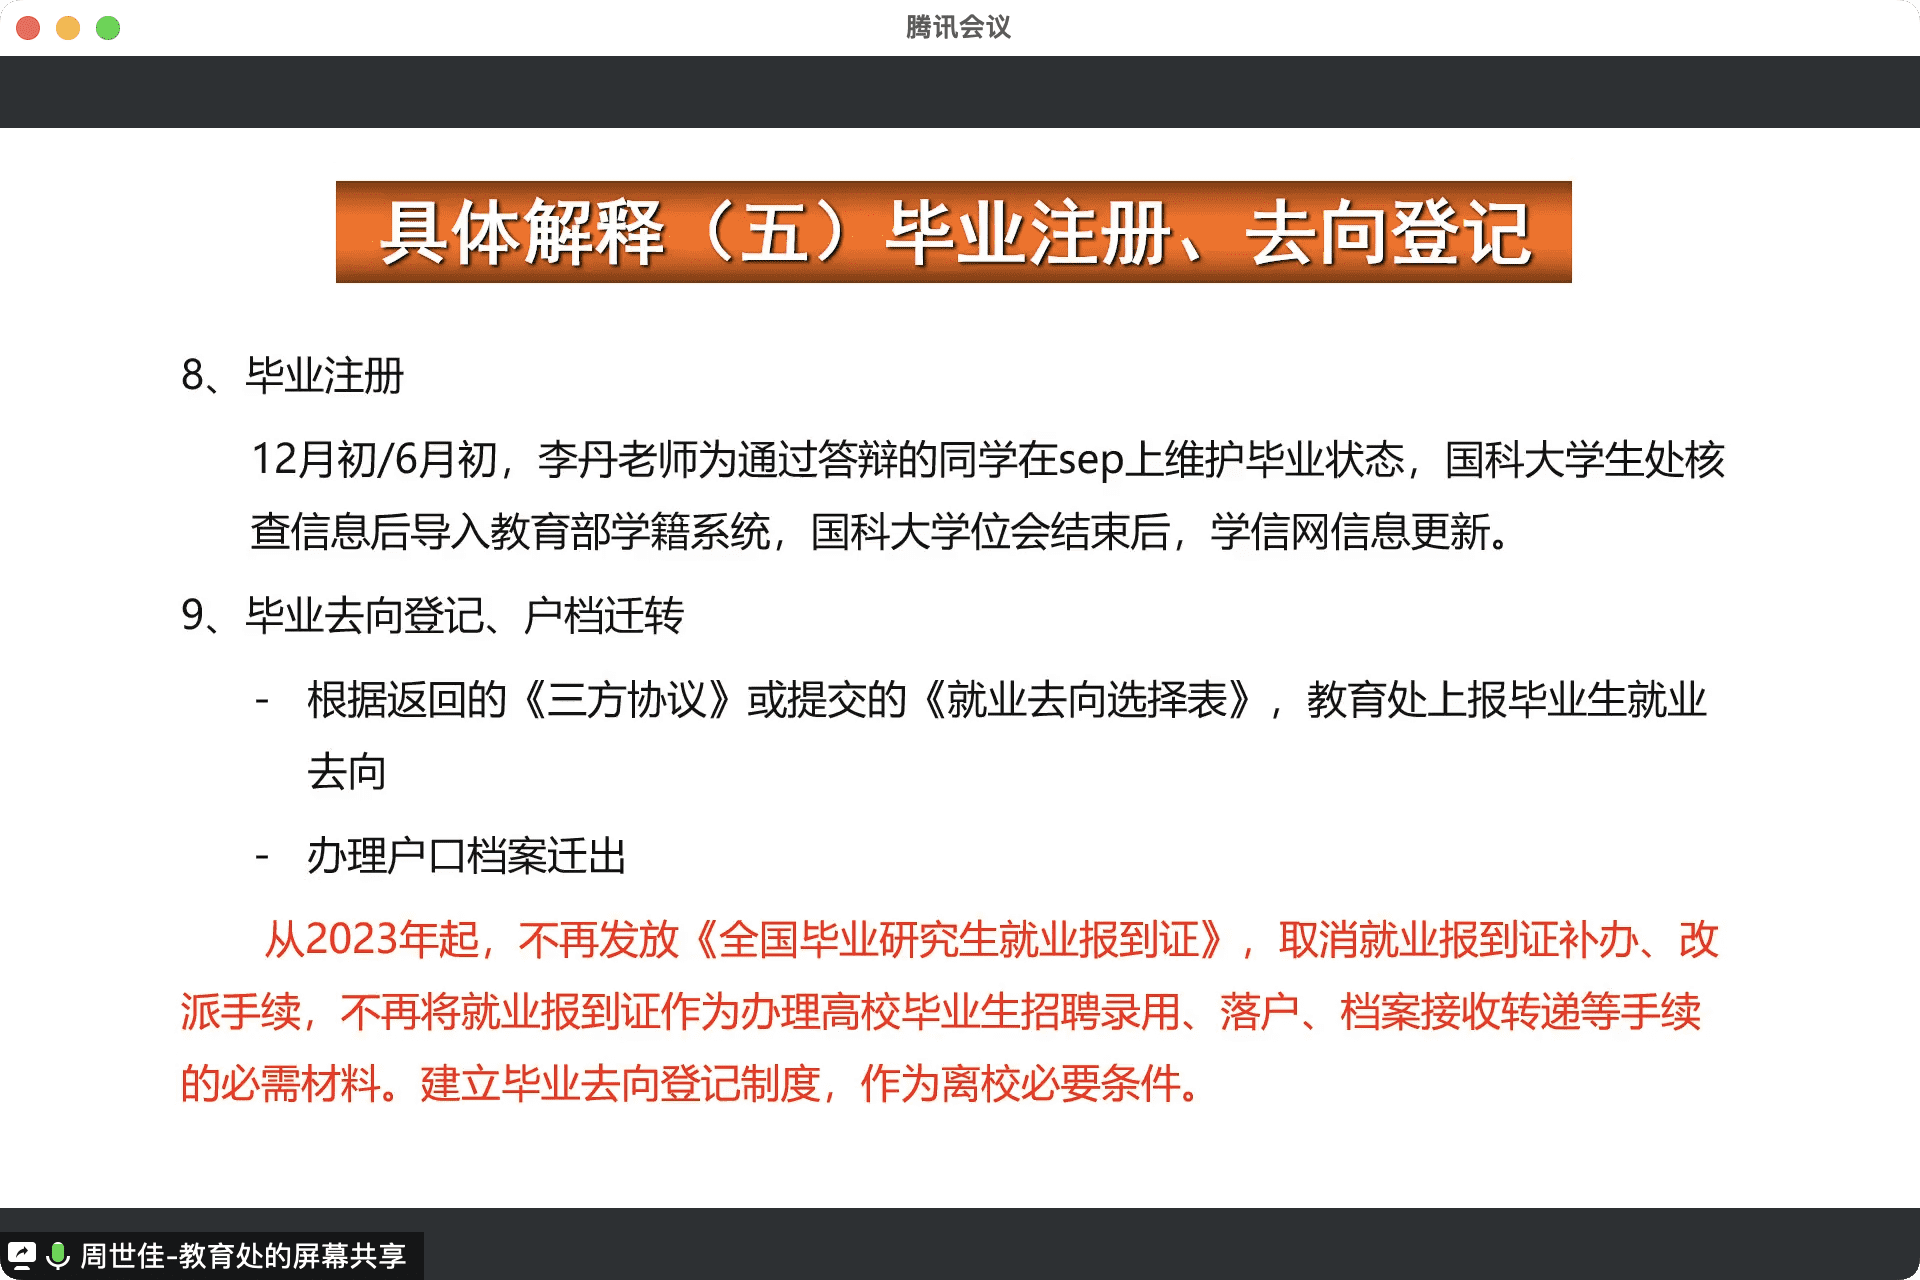 腾讯会议
具体解释（五）毕业注册、去向登记
8、毕业注册
12月初/6月初，李丹老师为通过答辩的同学在sep上维护毕业状态，国科大学生处核
查信息后导入教育部学籍系统，国科大学位会结束后，学信网信息更新。
9、毕业去向登记、户档迁转
- 根据返回的《三方协议》或提交的《就业去向选择表》，教育处上报毕业生就业
去向
- 办理户口档案迁出
从2023年起，不再发放《全国毕业研究生就业报到证》，取消就业报到证补办、改
派手续，不再将就业报到证作为办理高校毕业生招聘录用、落户、档案接收转递等手续
的必需材料。建立毕业去向登记制度，作为离校必要条件。
周世佳-教育处的屏幕共享